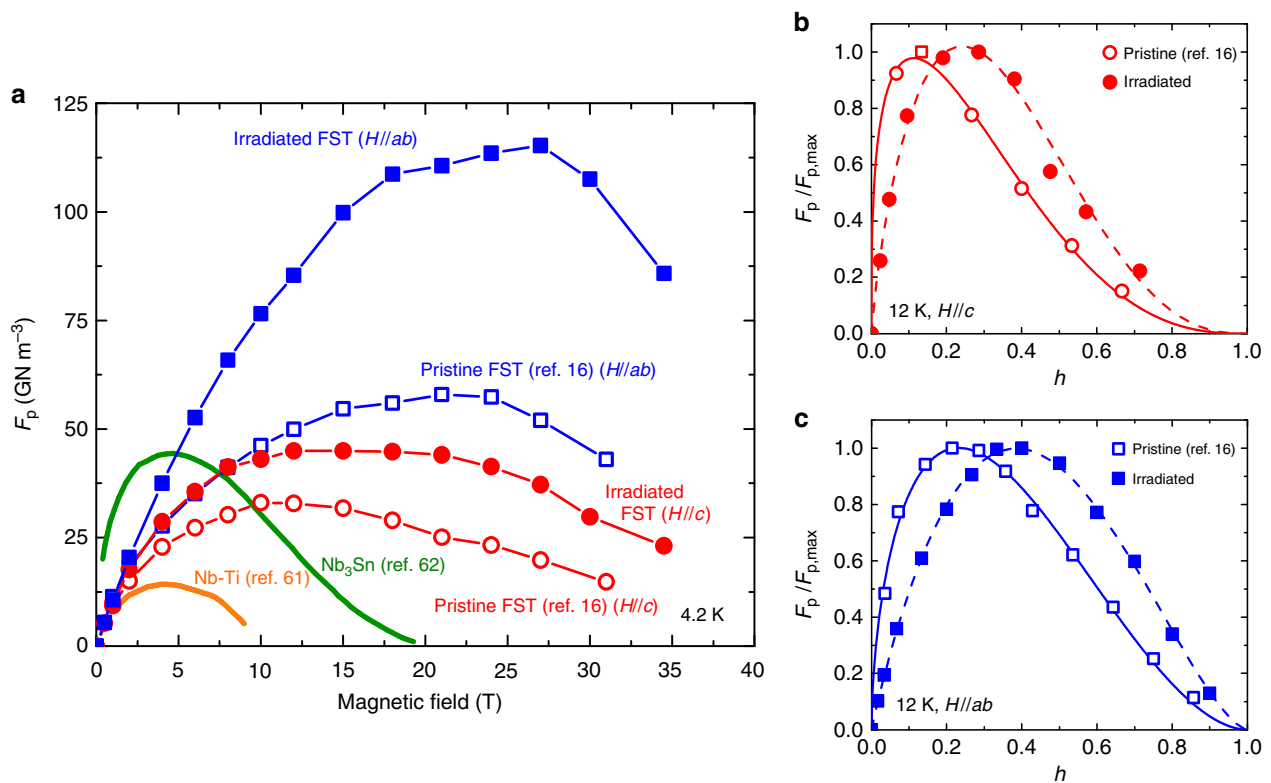 a
125
100
75
50
25
0
F_p (GN m⁻³)
0 5 10 15 20 25 30 35 40
Magnetic field (T)
Irradiated FST (H//ab)
Pristine FST (ref. 16) (H//ab)
Irradiated
FST (H//c)
Nb₃Sn (ref. 62)
Nb-Ti (ref. 61)
Pristine FST (ref. 16) (H//c)
4.2 K
b
1.0
0.8
0.6
0.4
0.2
0.0
F_p /F_p,max
Pristine (ref. 16)
Irradiated
12 K, H//c
0.0 0.2 0.4 0.6 0.8 1.0
h
c
1.0
0.8
0.6
0.4
0.2
0.0
F_p /F_p,max
Pristine (ref. 16)
Irradiated
12 K, H//ab
0.0 0.2 0.4 0.6 0.8 1.0
h